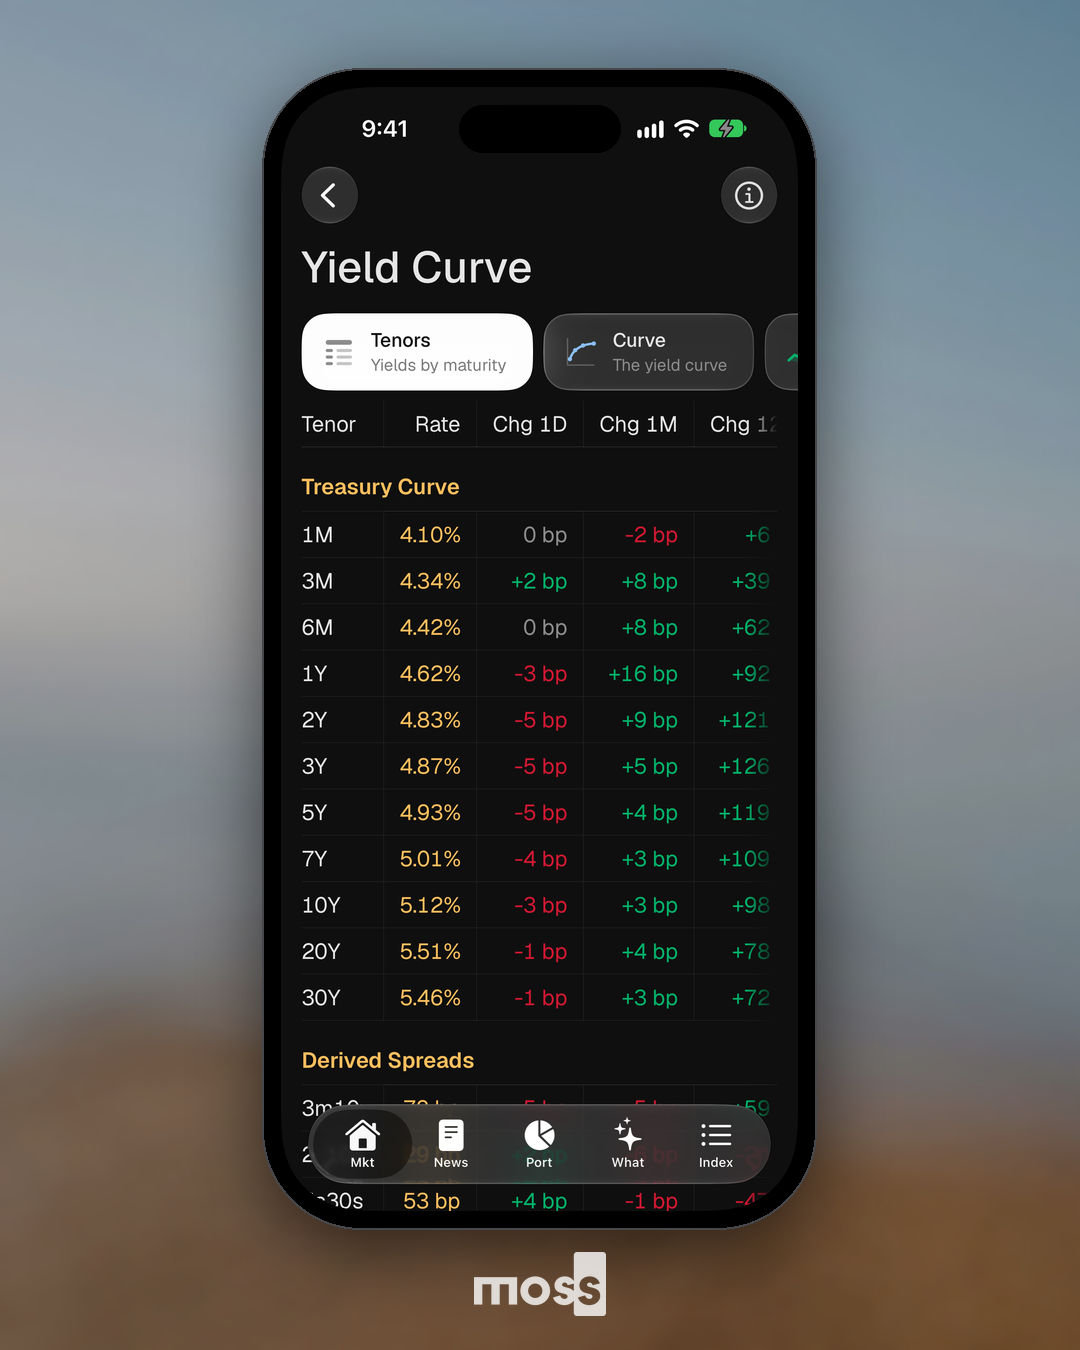 9:41
Yield Curve
Tenors
Yields by maturity
Curve
The yield curve
Tenor Rate Chg 1D Chg 1M Chg 12
Treasury Curve
1M 4.10% 0 bp -2 bp +6
3M 4.34% +2 bp +8 bp +39
6M 4.42% 0 bp +8 bp +62
1Y 4.62% -3 bp +16 bp +92
2Y 4.83% -5 bp +9 bp +121
3Y 4.87% -5 bp +5 bp +126
5Y 4.93% -5 bp +4 bp +119
7Y 5.01% -4 bp +3 bp +109
10Y 5.12% -3 bp +3 bp +98
20Y 5.51% -1 bp +4 bp +78
30Y 5.46% -1 bp +3 bp +72
Derived Spreads
+59
Mkt News Port What Index
53 bp +4 bp -1 bp
moss